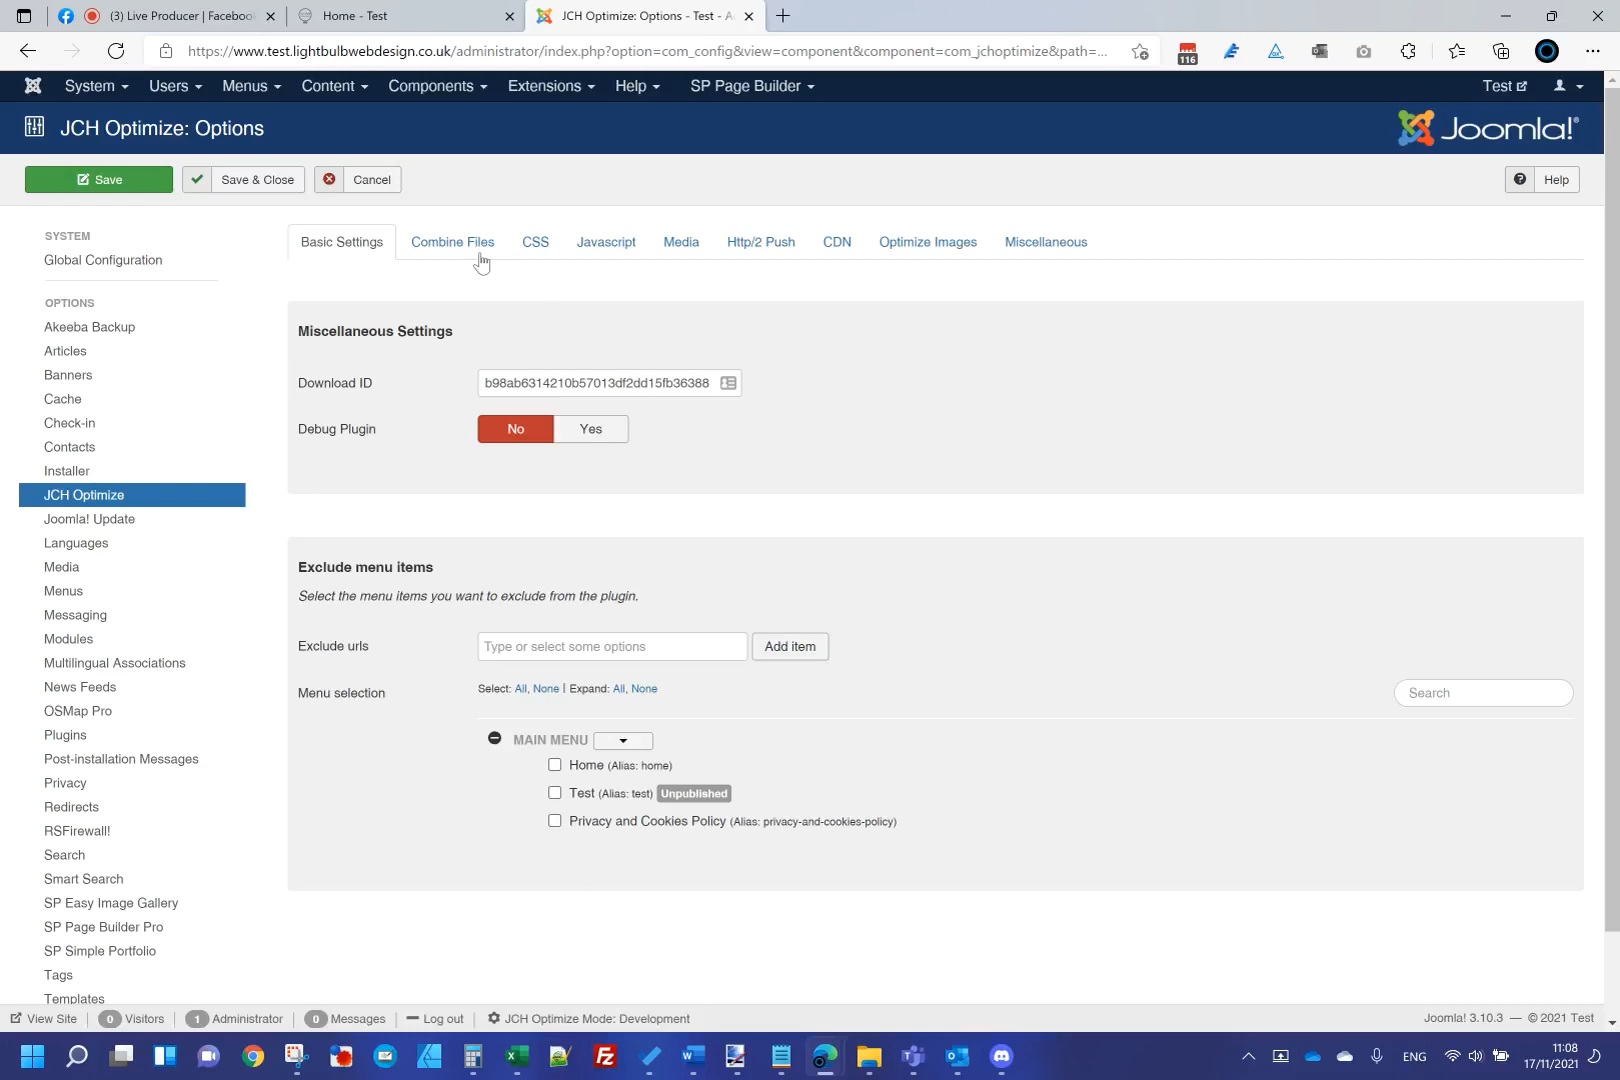 (3) Live Producer | Facebook
Home - Test
JCH Optimize: Options - Test - A
https://www.test.lightbulbwebdesign.co.uk/administrator/index.php?option=com_config&view=component&component=com_jchoptimize&path=...
116
System Users Menus Content Components Extensions Help SP Page Builder Test
JCH Optimize: Options
Joomla!®
Save Save & Close Cancel Help
SYSTEM
Global Configuration
OPTIONS
Akeeba Backup
Articles
Banners
Cache
Check-in
Contacts
Installer
JCH Optimize
Joomla! Update
Languages
Media
Menus
Messaging
Modules
Multilingual Associations
News Feeds
OSMap Pro
Plugins
Post-installation Messages
Privacy
Redirects
RSFirewall!
Search
Smart Search
SP Easy Image Gallery
SP Page Builder Pro
SP Simple Portfolio
Tags
Templates
Basic Settings Combine Files CSS Javascript Media Http/2 Push CDN Optimize Images Miscellaneous
Miscellaneous Settings
Download ID b98ab6314210b57013df2dd15fb36388
Debug Plugin No Yes
Exclude menu items
Select the menu items you want to exclude from the plugin.
Exclude urls Type or select some options Add item
Menu selection Select: All, None | Expand: All, None Search
MAIN MENU
Home (Alias: home)
Test (Alias: test) Unpublished
Privacy and Cookies Policy (Alias: privacy-and-cookies-policy)
View Site 0 Visitors 1 Administrator 0 Messages Log out JCH Optimize Mode: Development Joomla! 3.10.3 — © 2021 Test
ENG 11:08
17/11/2021